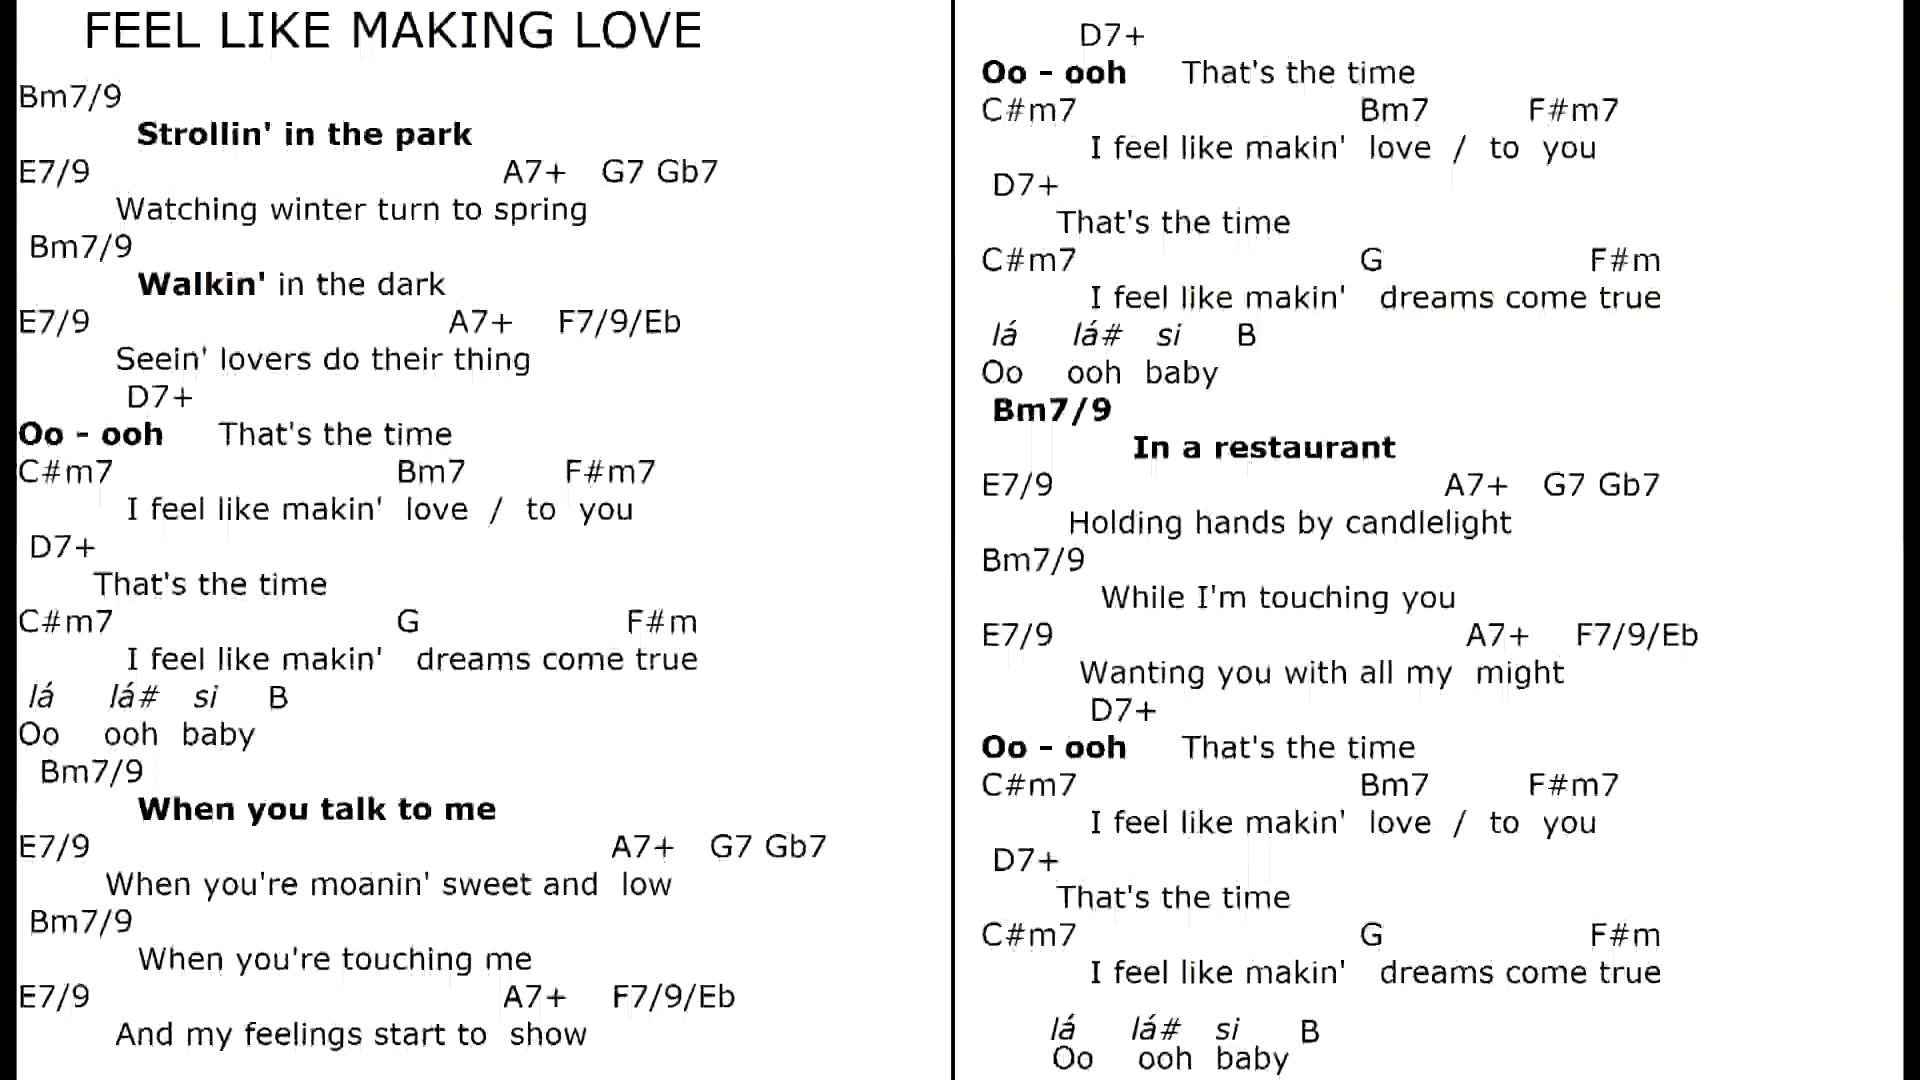 FEEL LIKE MAKING LOVE
Bm7/9
Strollin' in the park
E7/9 A7+ G7 Gb7
Watching winter turn to spring
Bm7/9
Walkin' in the dark
E7/9 A7+ F7/9/Eb
Seein' lovers do their thing
D7+
Oo - ooh That's the time
C#m7 Bm7 F#m7
I feel like makin' love / to you
D7+
That's the time
C#m7 G F#m
I feel like makin' dreams come true
lá lá# si B
Oo ooh baby
Bm7/9
When you talk to me
E7/9 A7+ G7 Gb7
When you're moanin' sweet and low
Bm7/9
When you're touching me
E7/9 A7+ F7/9/Eb
And my feelings start to show
D7+
Oo - ooh That's the time
C#m7 Bm7 F#m7
I feel like makin' love / to you
D7+
That's the time
C#m7 G F#m
I feel like makin' dreams come true
lá lá# si B
Oo ooh baby
Bm7/9
In a restaurant
E7/9 A7+ G7 Gb7
Holding hands by candlelight
Bm7/9
While I'm touching you
E7/9 A7+ F7/9/Eb
Wanting you with all my might
D7+
Oo - ooh That's the time
C#m7 Bm7 F#m7
I feel like makin' love / to you
D7+
That's the time
C#m7 G F#m
I feel like makin' dreams come true
lá lá# si B
Oo ooh baby